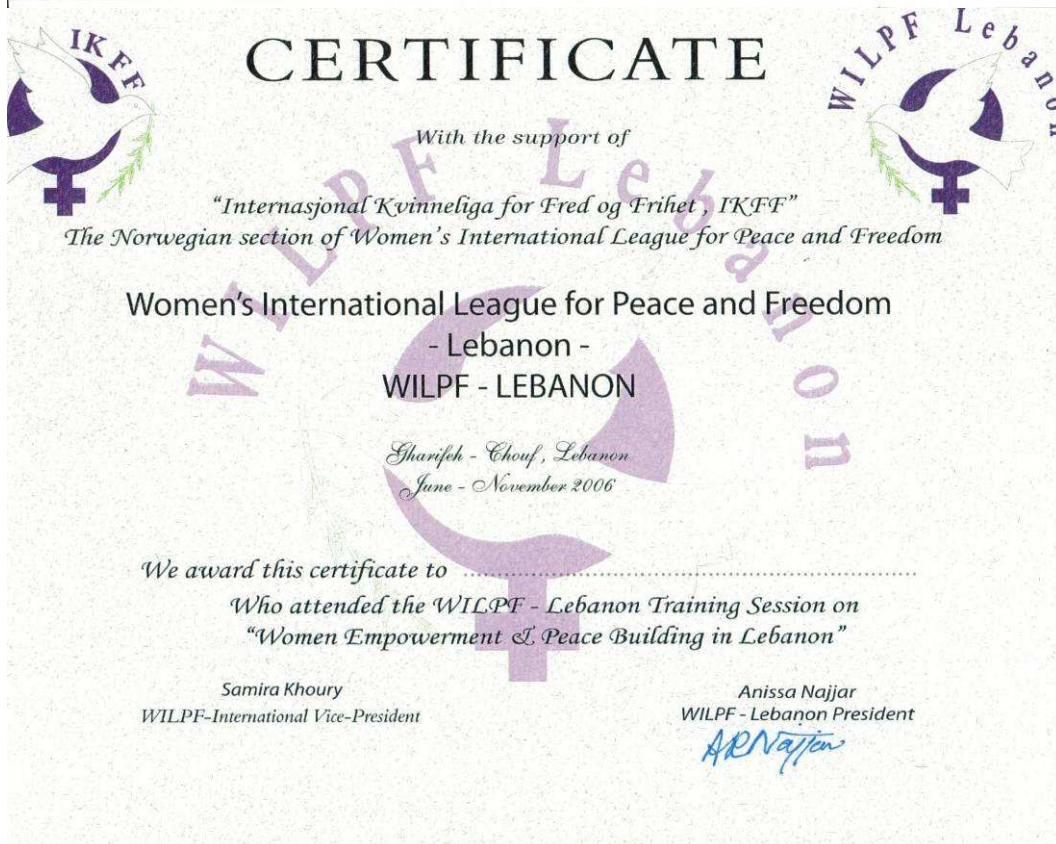 IKFF
CERTIFICATE
WILPF Lebanon
With the support of
WILPF Lebanon
"Internasjonal Kvinneliga for Fred og Frihet , IKFF"
The Norwegian section of Women's International League for Peace and Freedom
Women's International League for Peace and Freedom
- Lebanon -
WILPF - LEBANON
Gharifeh - Chouf , Lebanon
June - November 2006
We award this certificate to ........................................................................
Who attended the WILPF - Lebanon Training Session on
"Women Empowerment & Peace Building in Lebanon"
Samira Khoury
WILPF-International Vice-President
Anissa Najjar
WILPF - Lebanon President
ARNajjar